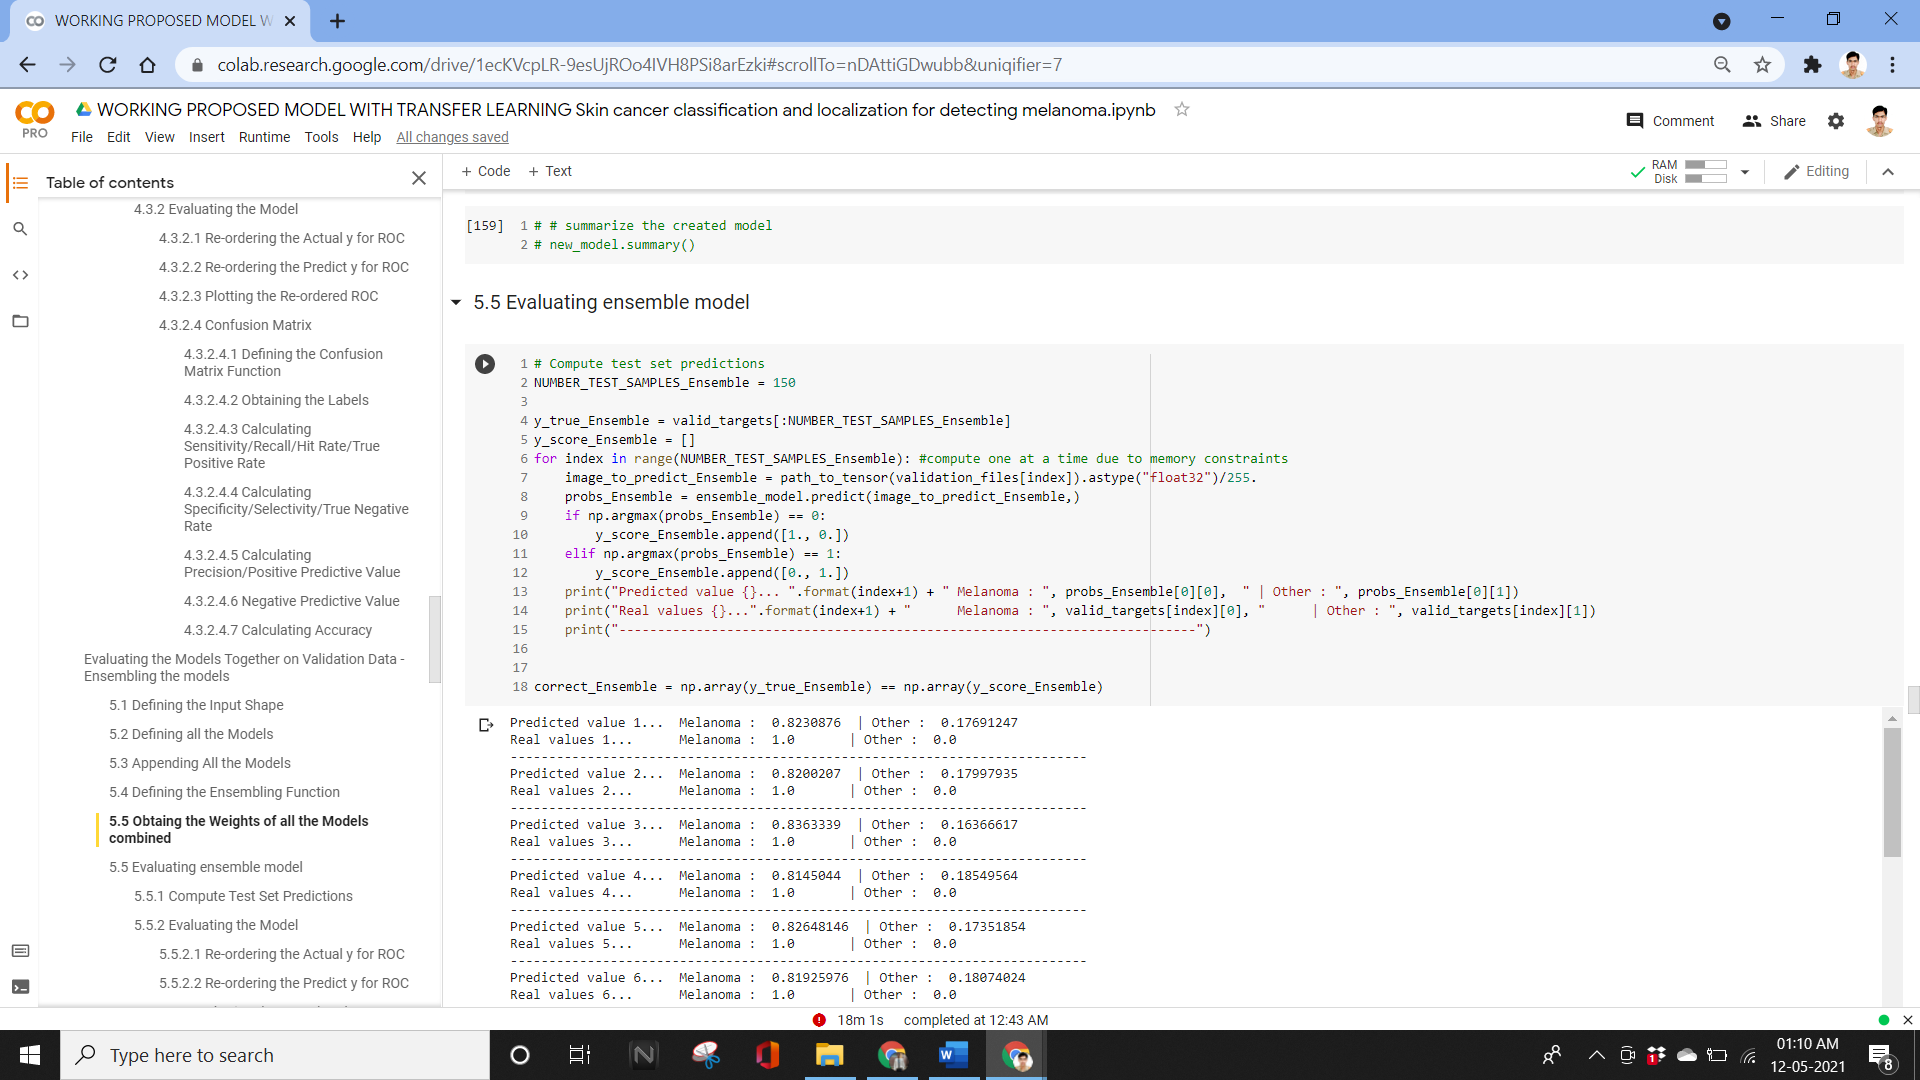 WORKING PROPOSED MODEL W
colab.research.google.com/drive/1ecKVcpLR-9esUjROo4IVH8PSi8arEzki#scrollTo=nDAttiGDwubb&uniqifier=7
CO
PRO
WORKING PROPOSED MODEL WITH TRANSFER LEARNING Skin cancer classification and localization for detecting melanoma.ipynb
File Edit View Insert Runtime Tools Help All changes saved
Comment Share
Table of contents
+ Code + Text
RAM
Disk
Editing
4.3.2 Evaluating the Model
4.3.2.1 Re-ordering the Actual y for ROC
4.3.2.2 Re-ordering the Predict y for ROC
4.3.2.3 Plotting the Re-ordered ROC
4.3.2.4 Confusion Matrix
4.3.2.4.1 Defining the Confusion
Matrix Function
4.3.2.4.2 Obtaining the Labels
4.3.2.4.3 Calculating
Sensitivity/Recall/Hit Rate/True
Positive Rate
4.3.2.4.4 Calculating
Specificity/Selectivity/True Negative
Rate
4.3.2.4.5 Calculating
Precision/Positive Predictive Value
4.3.2.4.6 Negative Predictive Value
4.3.2.4.7 Calculating Accuracy
Evaluating the Models Together on Validation Data -
Ensembling the models
5.1 Defining the Input Shape
5.2 Defining all the Models
5.3 Appending All the Models
5.4 Defining the Ensembling Function
5.5 Obtaing the Weights of all the Models
combined
5.5 Evaluating ensemble model
5.5.1 Compute Test Set Predictions
5.5.2 Evaluating the Model
5.5.2.1 Re-ordering the Actual y for ROC
5.5.2.2 Re-ordering the Predict y for ROC
[159] 1 # # summarize the created model
2 # new_model.summary()
5.5 Evaluating ensemble model
1 # Compute test set predictions
2 NUMBER_TEST_SAMPLES_Ensemble = 150
3
4 y_true_Ensemble = valid_targets[:NUMBER_TEST_SAMPLES_Ensemble]
5 y_score_Ensemble = []
6 for index in range(NUMBER_TEST_SAMPLES_Ensemble): #compute one at a time due to memory constraints
7     image_to_predict_Ensemble = path_to_tensor(validation_files[index]).astype("float32")/255.
8     probs_Ensemble = ensemble_model.predict(image_to_predict_Ensemble,)
9     if np.argmax(probs_Ensemble) == 0:
10         y_score_Ensemble.append([1., 0.])
11     elif np.argmax(probs_Ensemble) == 1:
12         y_score_Ensemble.append([0., 1.])
13     print("Predicted value {}... ".format(index+1) + " Melanoma : ", probs_Ensemble[0][0],  " | Other : ", probs_Ensemble[0][1])
14     print("Real values {}...".format(index+1) + "      Melanoma : ", valid_targets[index][0], "      | Other : ", valid_targets[index][1])
15     print("---------------------------------------------------------------------------")
16
17
18 correct_Ensemble = np.array(y_true_Ensemble) == np.array(y_score_Ensemble)
Predicted value 1...  Melanoma :  0.8230876  | Other :  0.17691247
Real values 1...      Melanoma :  1.0       | Other :  0.0
---------------------------------------------------------------------------
Predicted value 2...  Melanoma :  0.8200207  | Other :  0.17997935
Real values 2...      Melanoma :  1.0       | Other :  0.0
---------------------------------------------------------------------------
Predicted value 3...  Melanoma :  0.8363339  | Other :  0.16366617
Real values 3...      Melanoma :  1.0       | Other :  0.0
---------------------------------------------------------------------------
Predicted value 4...  Melanoma :  0.8145044  | Other :  0.18549564
Real values 4...      Melanoma :  1.0       | Other :  0.0
---------------------------------------------------------------------------
Predicted value 5...  Melanoma :  0.82648146  | Other :  0.17351854
Real values 5...      Melanoma :  1.0       | Other :  0.0
---------------------------------------------------------------------------
Predicted value 6...  Melanoma :  0.81925976  | Other :  0.18074024
Real values 6...      Melanoma :  1.0       | Other :  0.0
18m 1s completed at 12:43 AM
Type here to search
01:10 AM
12-05-2021
8